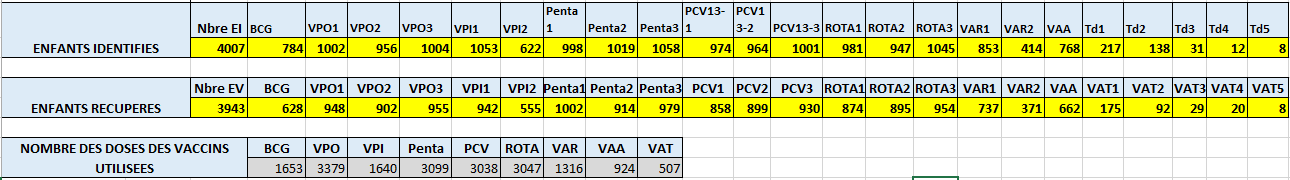 Nbre EI BCG VPO1 VPO2 VPO3 VPI1 VPI2 Penta 1 Penta2 Penta3 PCV13-1 PCV13-2 PCV13-3 ROTA1 ROTA2 ROTA3 VAR1 VAR2 VAA Td1 Td2 Td3 Td4 Td5
ENFANTS IDENTIFIES 4007 784 1002 956 1004 1053 622 998 1019 1058 974 964 1001 981 947 1045 853 414 768 217 138 31 12 8
Nbre EV BCG VPO1 VPO2 VPO3 VPI1 VPI2 Penta1 Penta2 Penta3 PCV1 PCV2 PCV3 ROTA1 ROTA2 ROTA3 VAR1 VAR2 VAA VAT1 VAT2 VAT3 VAT4 VAT5
ENFANTS RECUPERES 3943 628 948 902 955 942 555 1002 914 979 858 899 930 874 895 954 737 371 662 175 92 29 20 8
NOMBRE DES DOSES DES VACCINS UTILISEES BCG VPO VPI Penta PCV ROTA VAR VAA VAT
1653 3379 1640 3099 3038 3047 1316 924 507